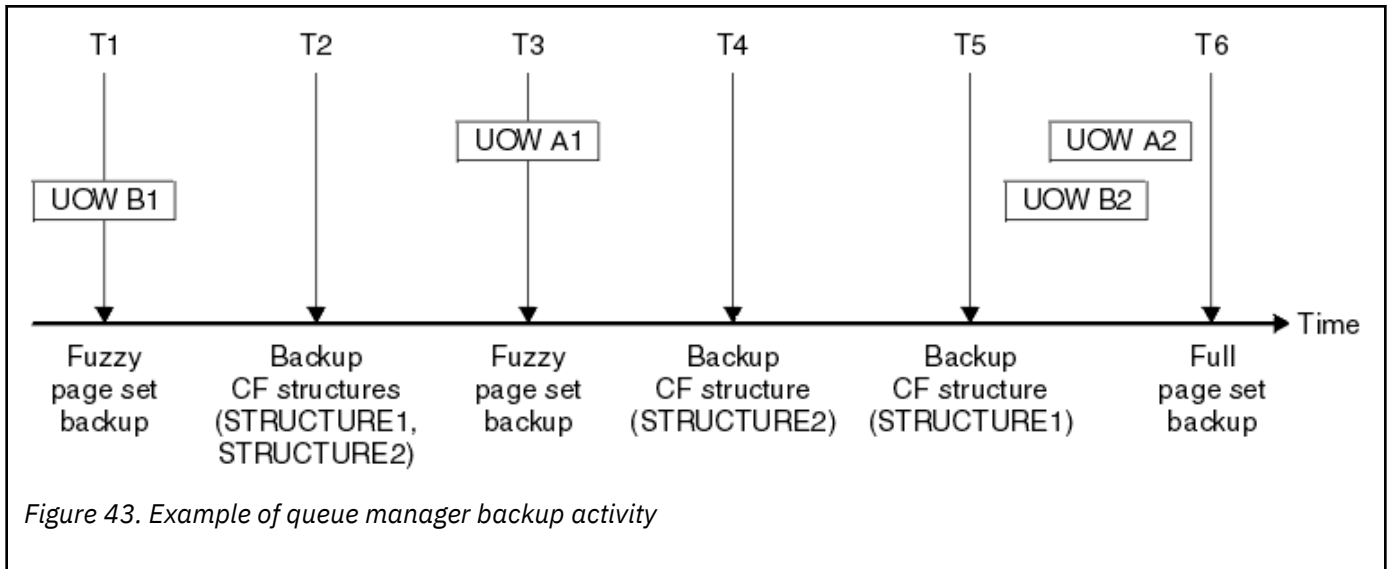 T1 T2 T3 T4 T5 T6
UOW A1 UOW A2
UOW B1 UOW B2
Time
Fuzzy
page set
backup
Backup
CF structures
(STRUCTURE1,
STRUCTURE2)
Fuzzy
page set
backup
Backup
CF structure
(STRUCTURE2)
Backup
CF structure
(STRUCTURE1)
Full
page set
backup
Figure 43. Example of queue manager backup activity